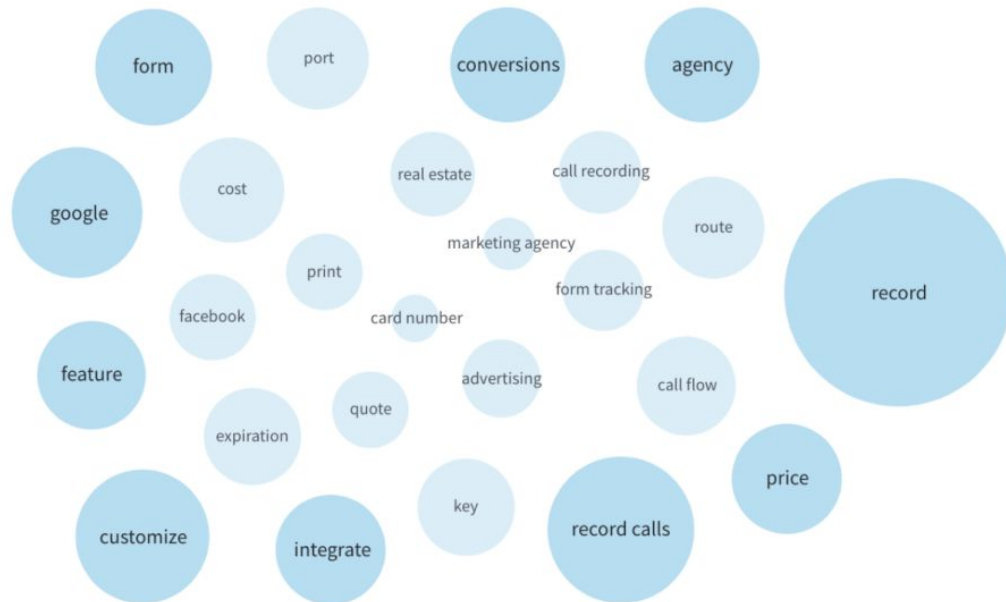 form
port
conversions
agency
real estate
call recording
cost
google
route
marketing agency
print
form tracking
record
facebook
card number
feature
advertising
call flow
quote
expiration
price
key
record calls
customize
integrate